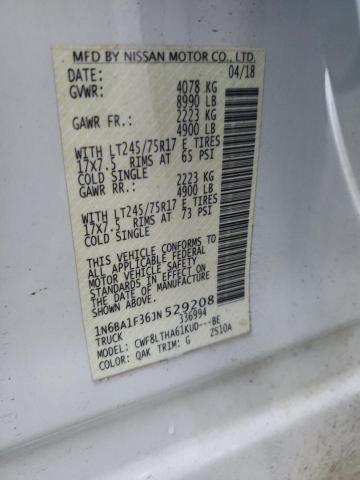 MFD BY NISSAN MOTOR CO., LTD.
DATE: 04/18
GVWR: 4078 KG
8990 LB
GAWR FR.: 2223 KG
4900 LB
WITH LT245/75R17 E TIRES
17X7.5 RIMS AT 65 PSI
COLD SINGLE
GAWR RR.: 2223 KG
4900 LB
WITH LT245/75R17 E TIRES
17X7.5 RIMS AT 73 PSI
COLD SINGLE
THIS VEHICLE CONFORMS
TO ALL APPLICABLE FEDERAL
MOTOR VEHICLE SAFETY
STANDARDS IN EFFECT ON
THE DATE OF MANUFACTURE
SHOWN ABOVE.
1N6BA1F36JN529208
TRUCK 336994
MODEL: CWF8LTHA61KUD---BE
COLOR: QAK TRIM: G ZS10A